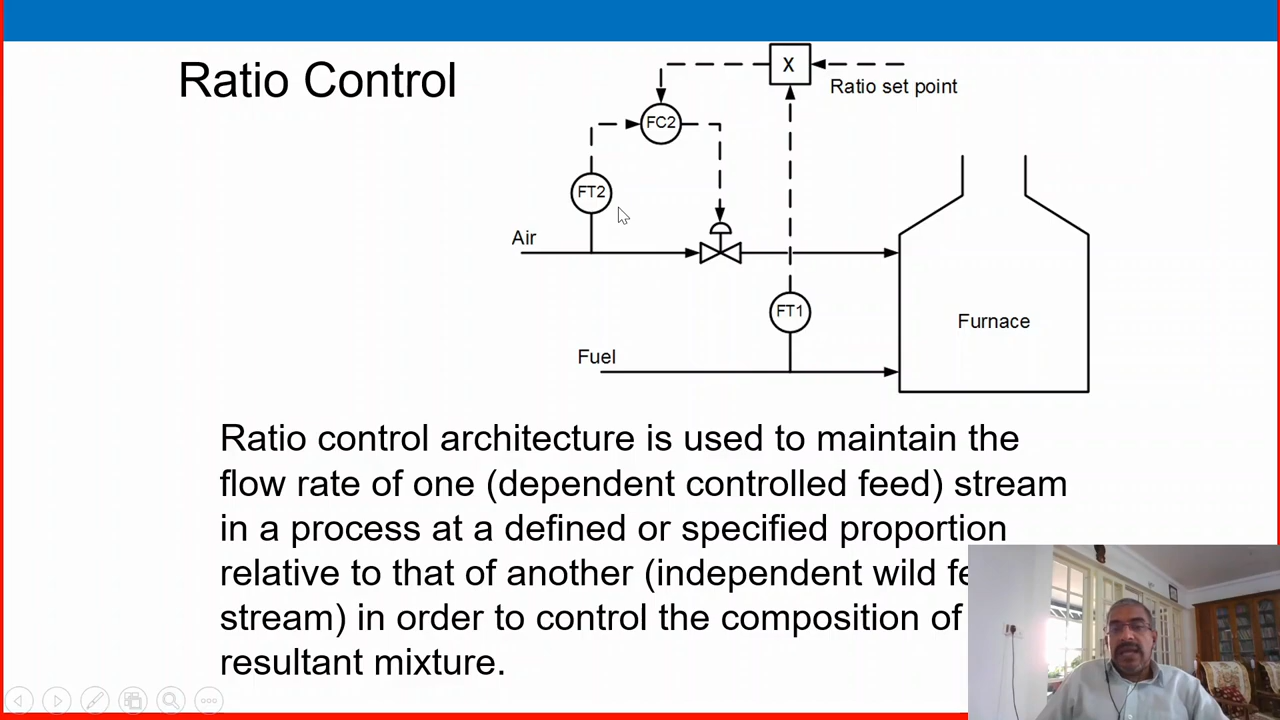 Ratio Control
X
Ratio set point
FC2
FT2
Air
FT1
Furnace
Fuel
Ratio control architecture is used to maintain the
flow rate of one (dependent controlled feed) stream
in a process at a defined or specified proportion
relative to that of another (independent wild
stream) in order to control the composition of
resultant mixture.